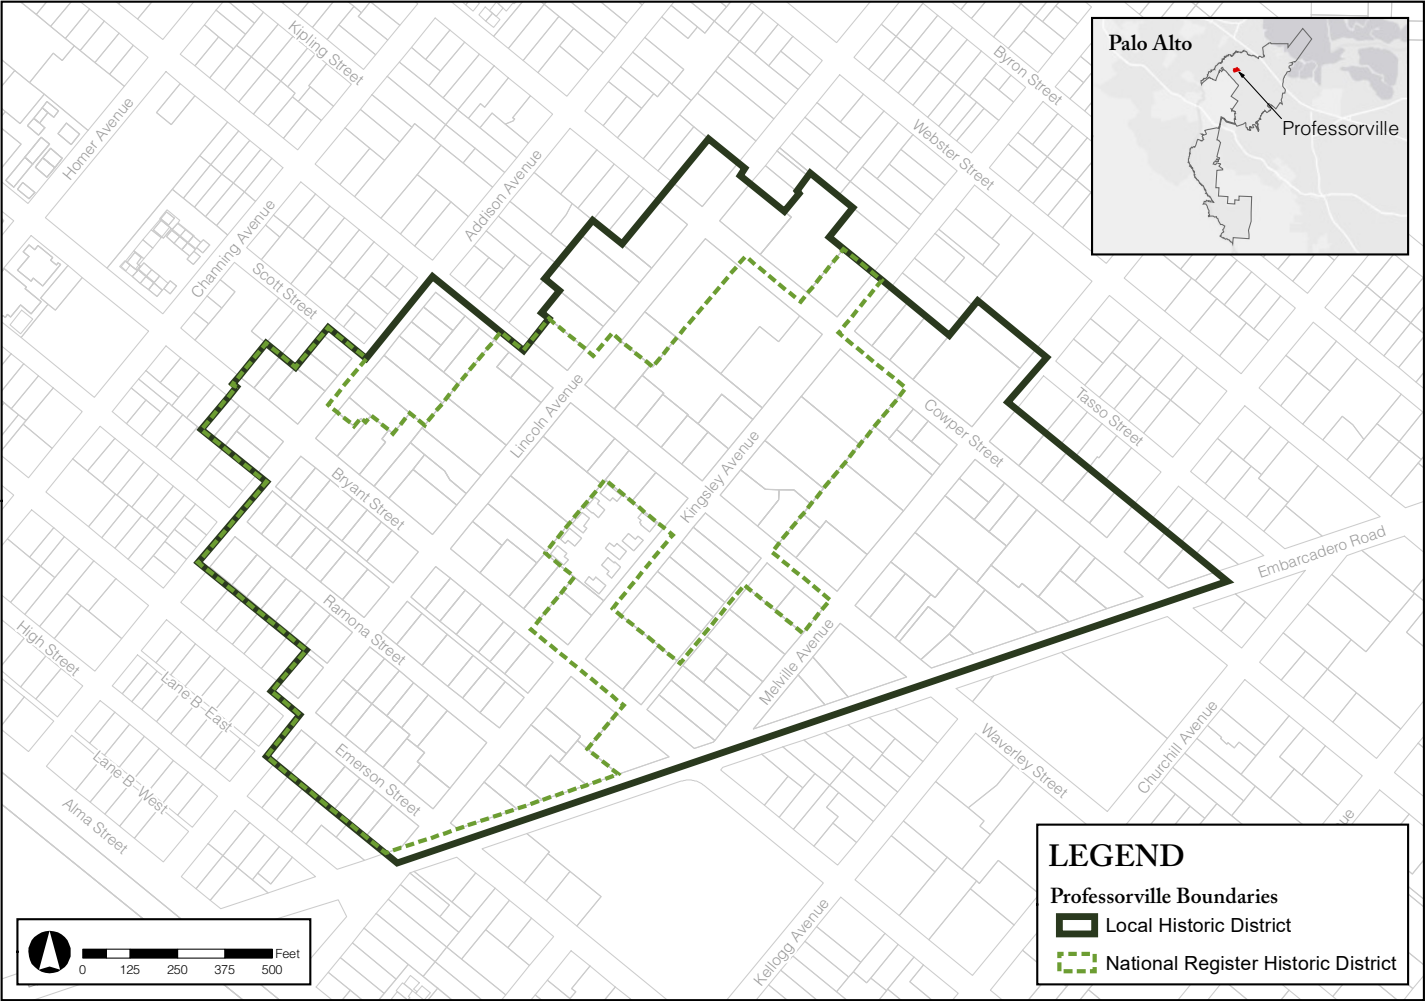 Kipling Street
Byron Street
Palo Alto
Professorville
Homer Avenue
Webster Street
Addison Avenue
Channing Avenue
Scott Street
Lincoln Avenue
Tasso Street
Cowper Street
Kingsley Avenue
Bryant Street
Embarcadero Road
Ramona Street
High Street
Melville Avenue
Lane B East
Waverley Street
Churchill Avenue
Emerson Street
Lane B West
Alma Street
ue
Kellogg Avenue
LEGEND
Professorville Boundaries
Local Historic District
National Register Historic District
Feet
0 125 250 375 500